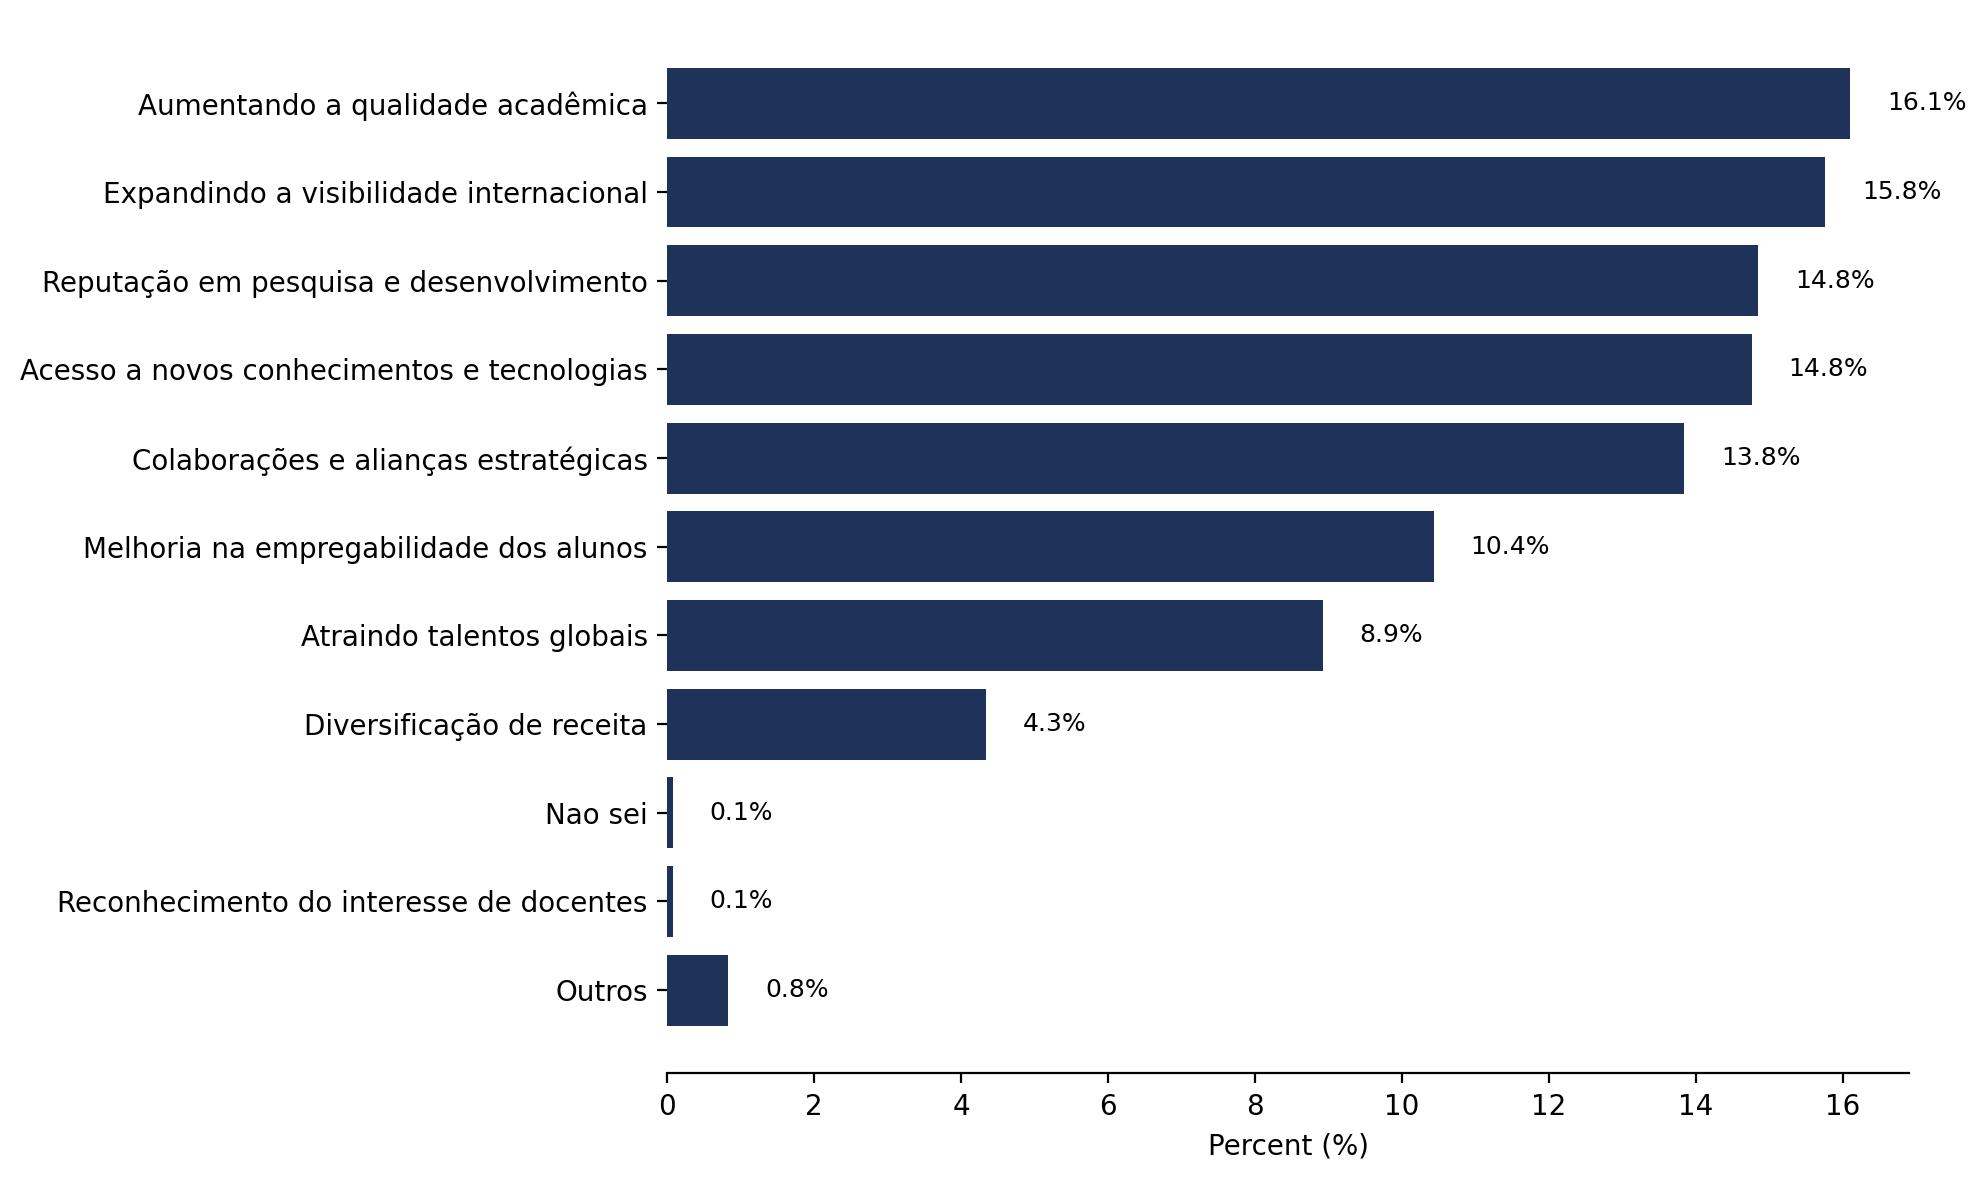 Aumentando a qualidade acadêmica 16.1%
Expandindo a visibilidade internacional 15.8%
Reputação em pesquisa e desenvolvimento 14.8%
Acesso a novos conhecimentos e tecnologias 14.8%
Colaborações e alianças estratégicas 13.8%
Melhoria na empregabilidade dos alunos 10.4%
Atraindo talentos globais 8.9%
Diversificação de receita 4.3%
Nao sei 0.1%
Reconhecimento do interesse de docentes 0.1%
Outros 0.8%
0 2 4 6 8 10 12 14 16
Percent (%)